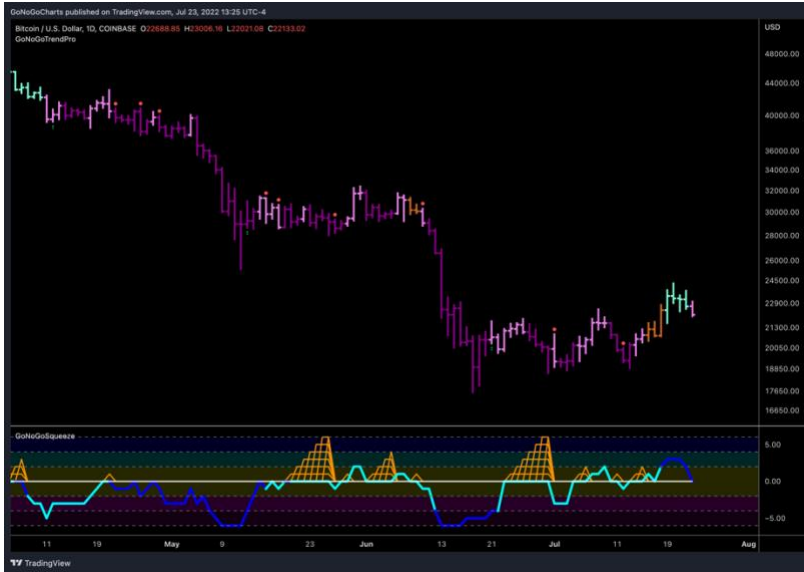 GoNoGoCharts published on TradingView.com, Jul 23, 2022 13:25 UTC-4
Bitcoin / U.S. Dollar, 1D, COINBASE O22688.85 H23006.16 L22021.08 C22133.02
GoNoGoTrendPro
USD
48000.00
44000.00
40000.00
36000.00
34000.00
32000.00
30000.00
28000.00
26000.00
24500.00
22900.00
21300.00
20050.00
18850.00
17650.00
16650.00
GoNoGoSqueeze
5.00
0.00
−5.00
11 19 May 9 23 Jun 13 21 Jul 11 19 Aug
TradingView